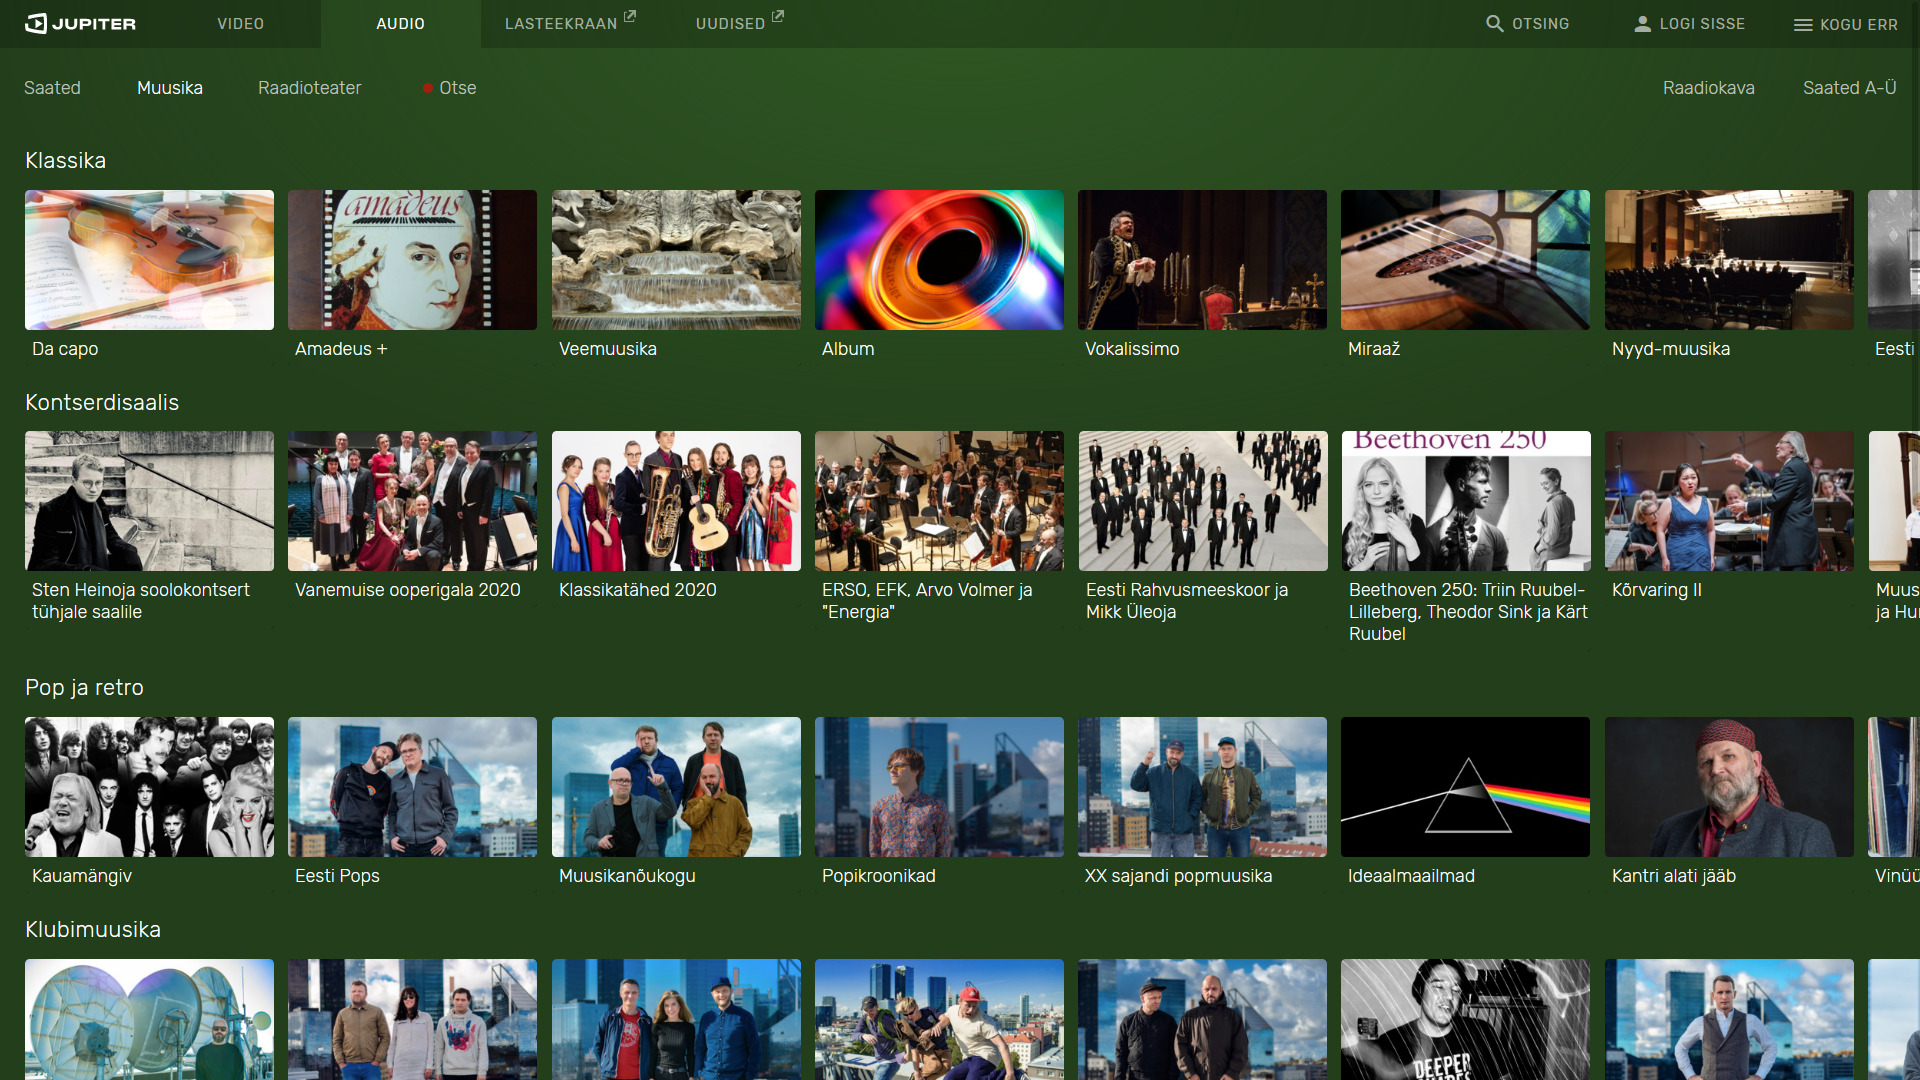 JUPITER VIDEO AUDIO LASTEEKRAAN UUDISED OTSING LOGI SISSE KOGU ERR
Saated Muusika Raadioteater Otse Raadiokava Saated A-Ü
Klassika
amadeus
Da capo Amadeus + Veemuusika Album Vokalissimo Miraaž Nyyd-muusika Eesti
Kontserdisaalis
Beethoven 250
Sten Heinoja soolokontsert Vanemuise ooperigala 2020 Klassikatähed 2020 ERSO, EFK, Arvo Volmer ja Eesti Rahvusmeeskoor ja Beethoven 250: Triin Ruubel- Kõrvaring II
tühjale saalile "Energia" Mikk Üleoja Lilleberg, Theodor Sink ja Kärt ja
Ruubel
Pop ja retro
Kauamängiv Eesti Pops Muusikanõukogu Popikroonikad XX sajandi popmuusika Ideaalmaailmad Kantri alati jääb
Klubimuusika
DEEPER